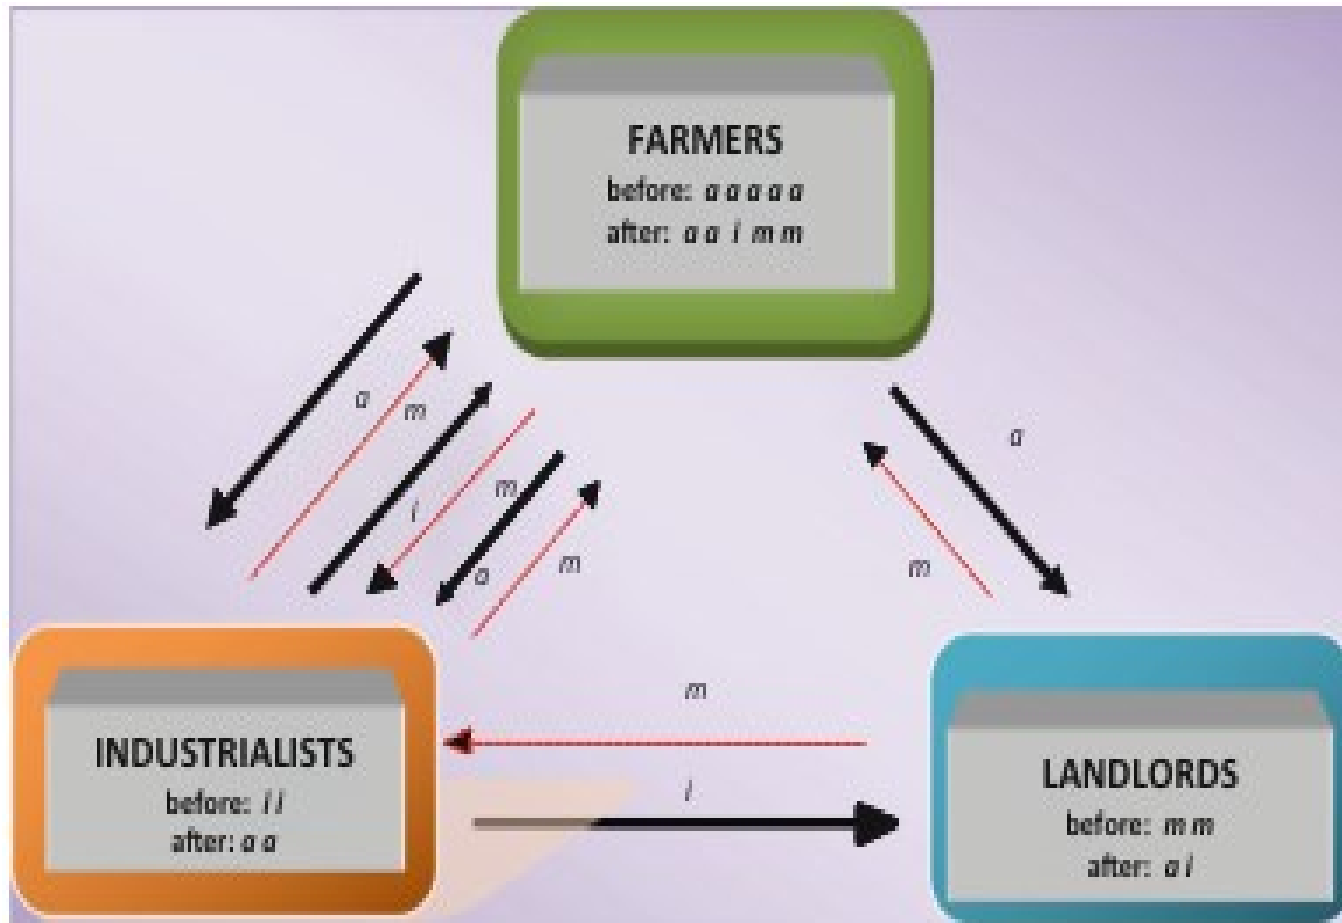 FARMERS
before: a a a a a
after: a a i m m
a
m
i
m
a
m
a
m
m
i
INDUSTRIALISTS
before: i i
after: a a
LANDLORDS
before: m m
after: a i